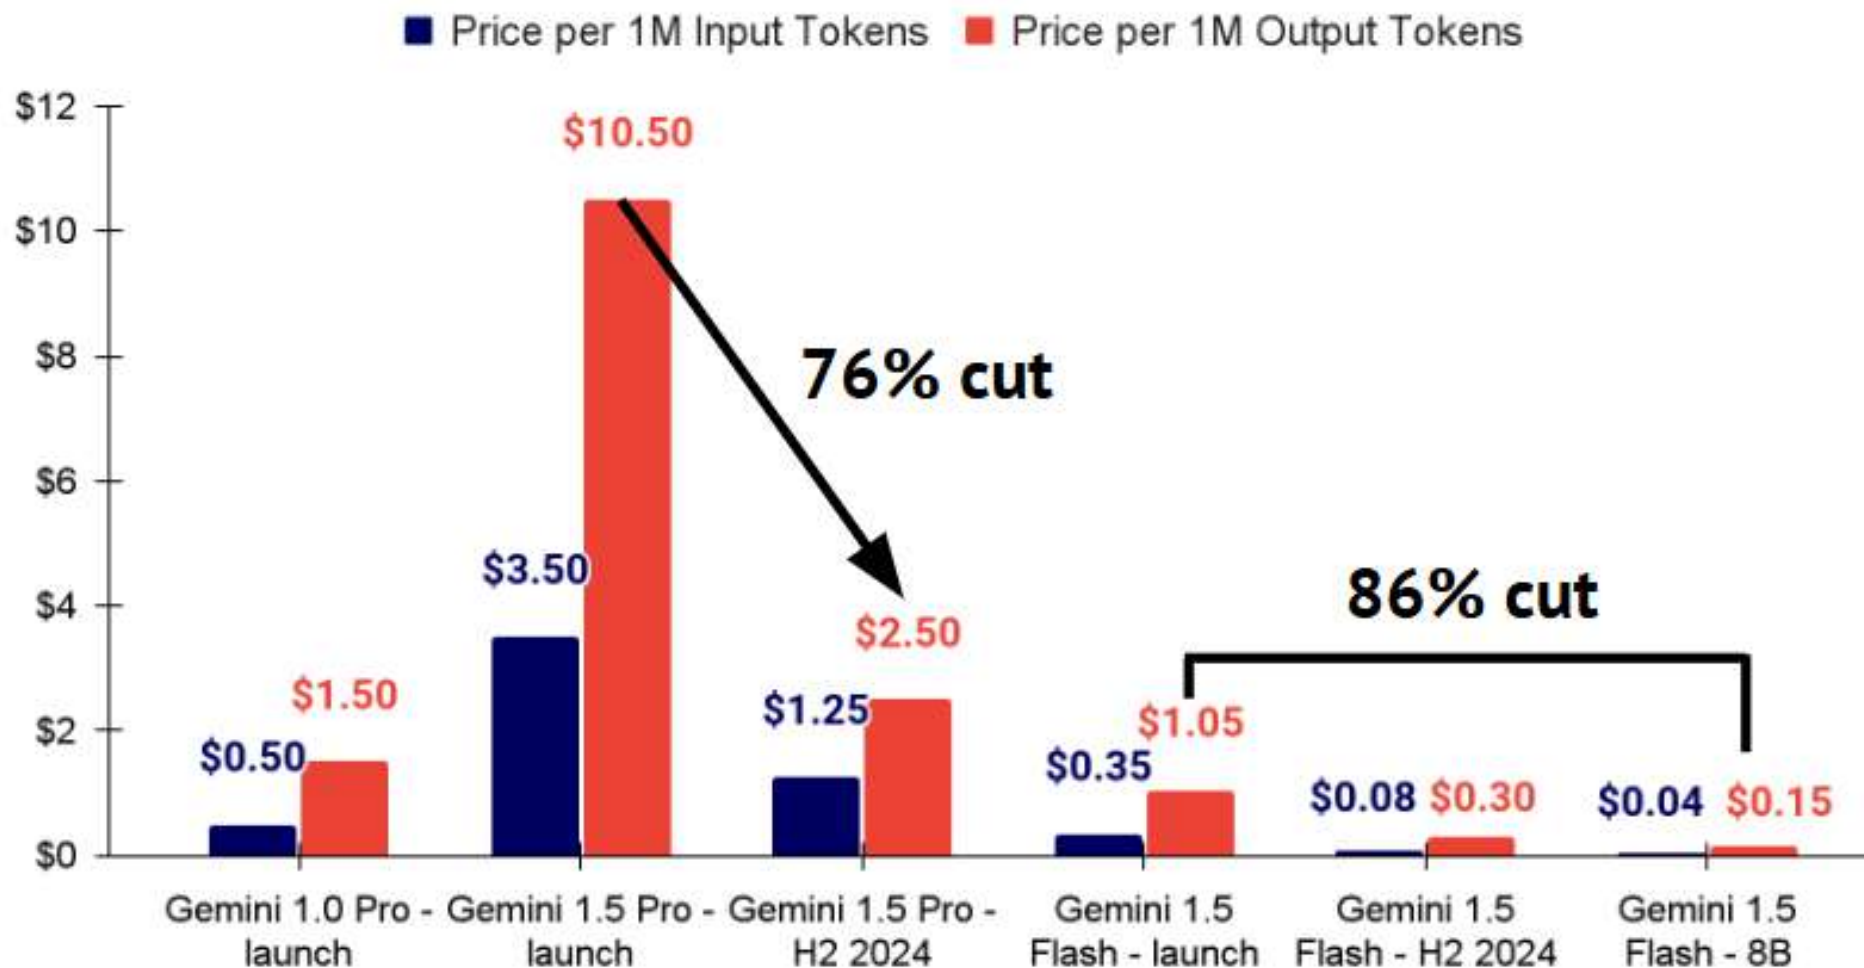 Price per 1M Input Tokens Price per 1M Output Tokens
$12
$10
$8
$6
$4
$2
$0
$0.50
$1.50
$3.50
$10.50
76% cut
$1.25
$2.50
$0.35
$1.05
86% cut
$0.08
$0.30
$0.04
$0.15
Gemini 1.0 Pro -
launch
Gemini 1.5 Pro -
launch
Gemini 1.5 Pro -
H2 2024
Gemini 1.5
Flash - launch
Gemini 1.5
Flash - H2 2024
Gemini 1.5
Flash - 8B